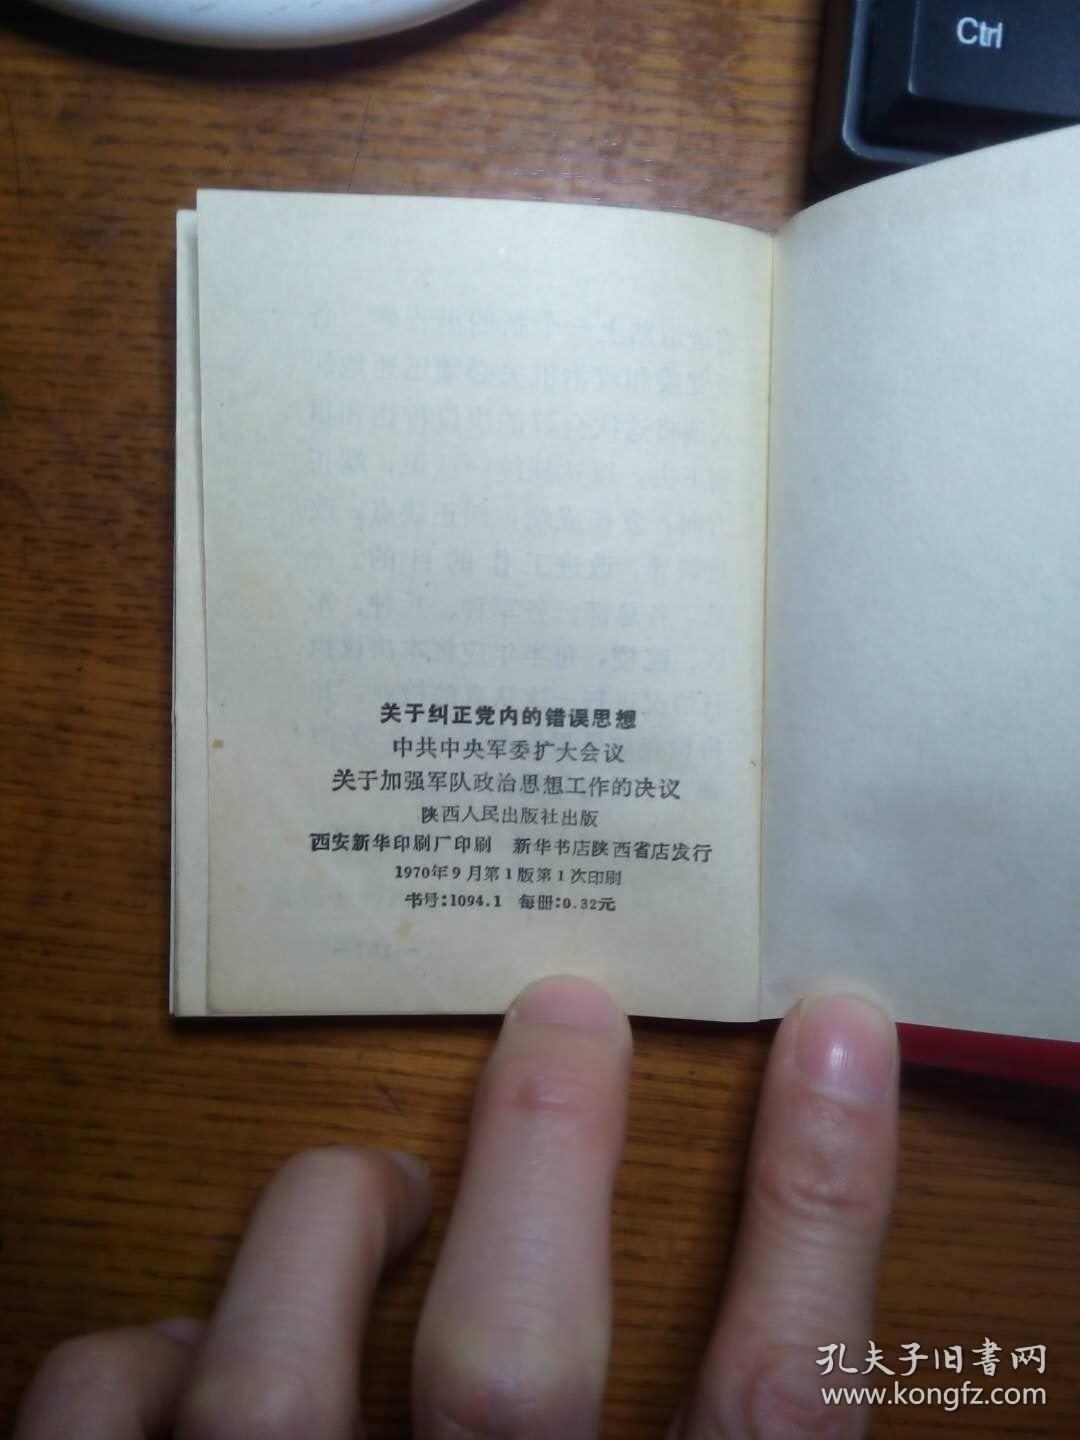 Ctrl
关于纠正党内的错误思想
中共中央军委扩大会议
关于加强军队政治思想工作的决议
陕西人民出版社出版
西安新华印刷厂印刷 新华书店陕西省店发行
1970年9月第1版第1次印刷
书号:1094.1 每册:0.32元
孔夫子旧書网
www.kongfz.com